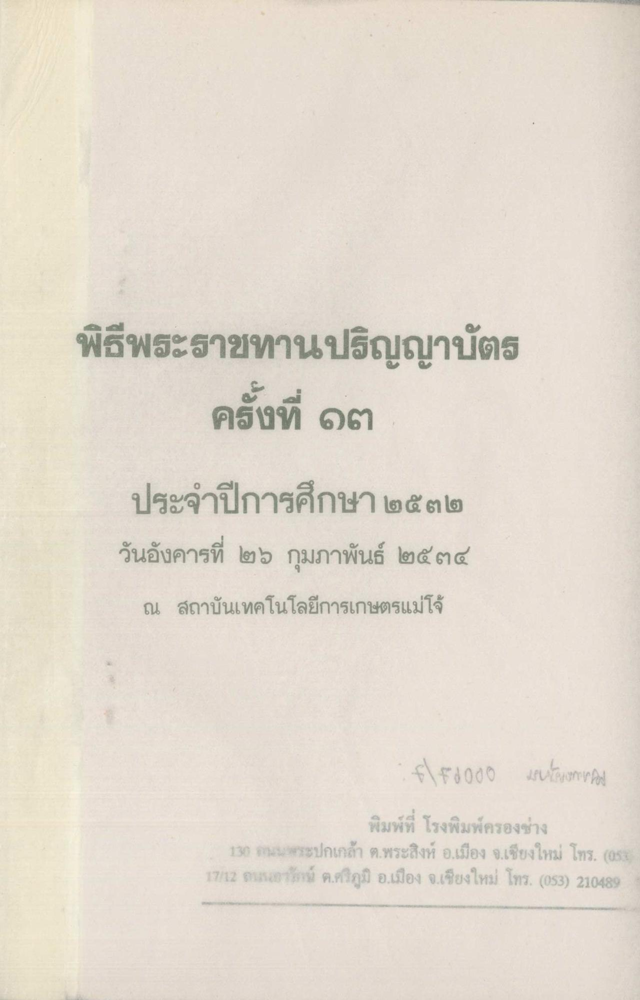 พิธีพระราชทานปริญญาบัตร
ครั้งที่ ๑๓
ประจำปีการศึกษา ๒๕๓๒
วันอังคารที่ ๒๖ กุมภาพันธ์ ๒๕๓๔
ณ สถาบันเทคโนโลยีการเกษตรแม่โจ้
พิมพ์ที่ โรงพิมพ์ครองช่าง
130 ถนนพระปกเกล้า ต.พระสิงห์ อ.เมือง จ.เชียงใหม่ โทร. (053)
17/12 ถนนอารักษ์ ต.ศรีภูมิ อ.เมือง จ.เชียงใหม่ โทร. (053) 210489